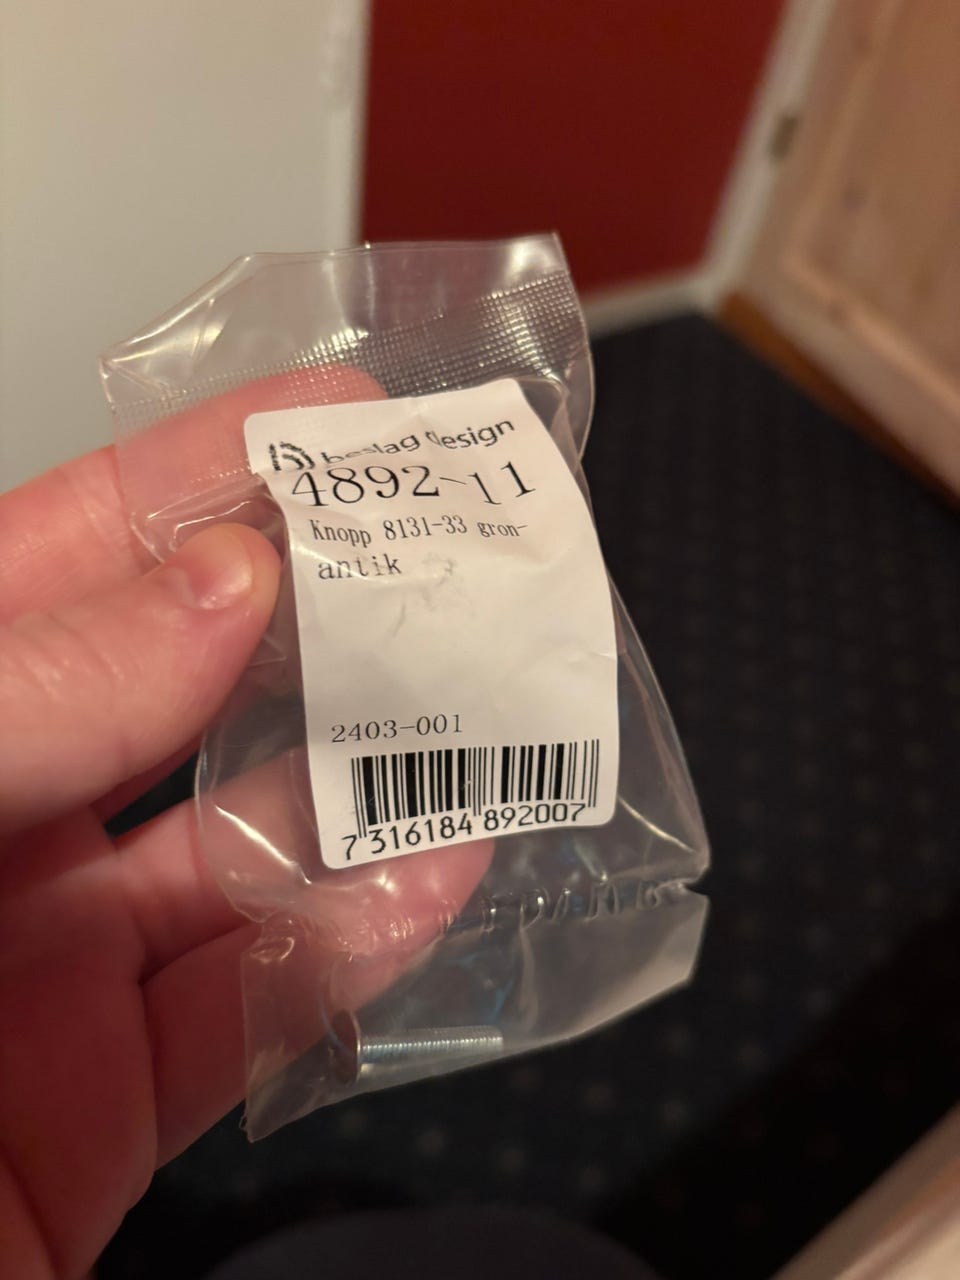 beslag design
4892-11
Knopp 8131-33 gron-
antik
2403-001
7 316184 892007